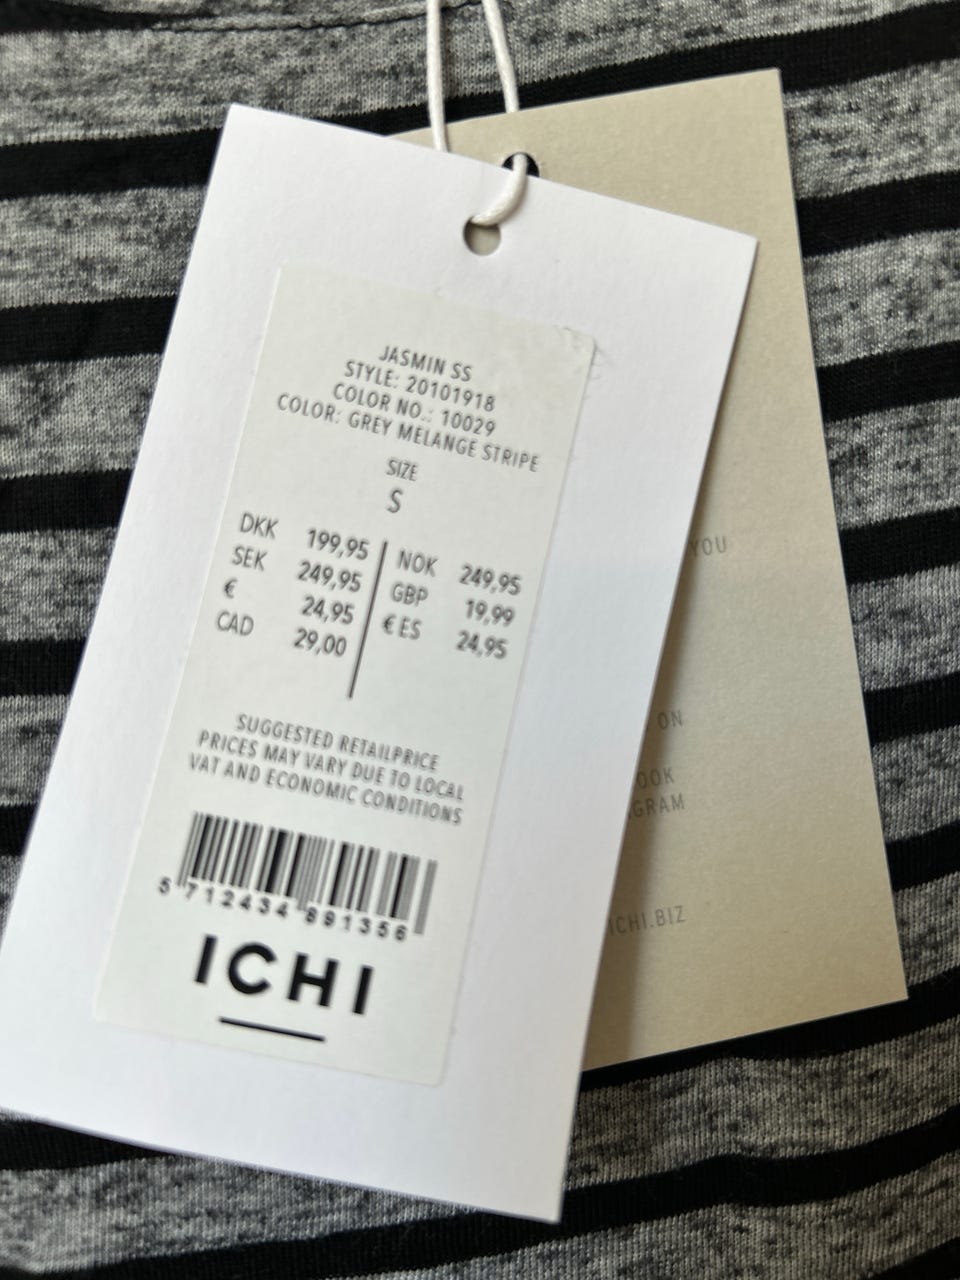 JASMIN SS
STYLE: 20101918
COLOR NO.: 10029
COLOR: GREY MELANGE STRIPE
SIZE
S
DKK 199,95
SEK 249,95
€ 24,95
CAD 29,00
NOK 249,95
GBP 19,99
€ ES 24,95
SUGGESTED RETAILPRICE
PRICES MAY VARY DUE TO LOCAL
VAT AND ECONOMIC CONDITIONS
5 712434 891356
ICHI
YOU
ON
OOK
GRAM
ICHI.BIZ